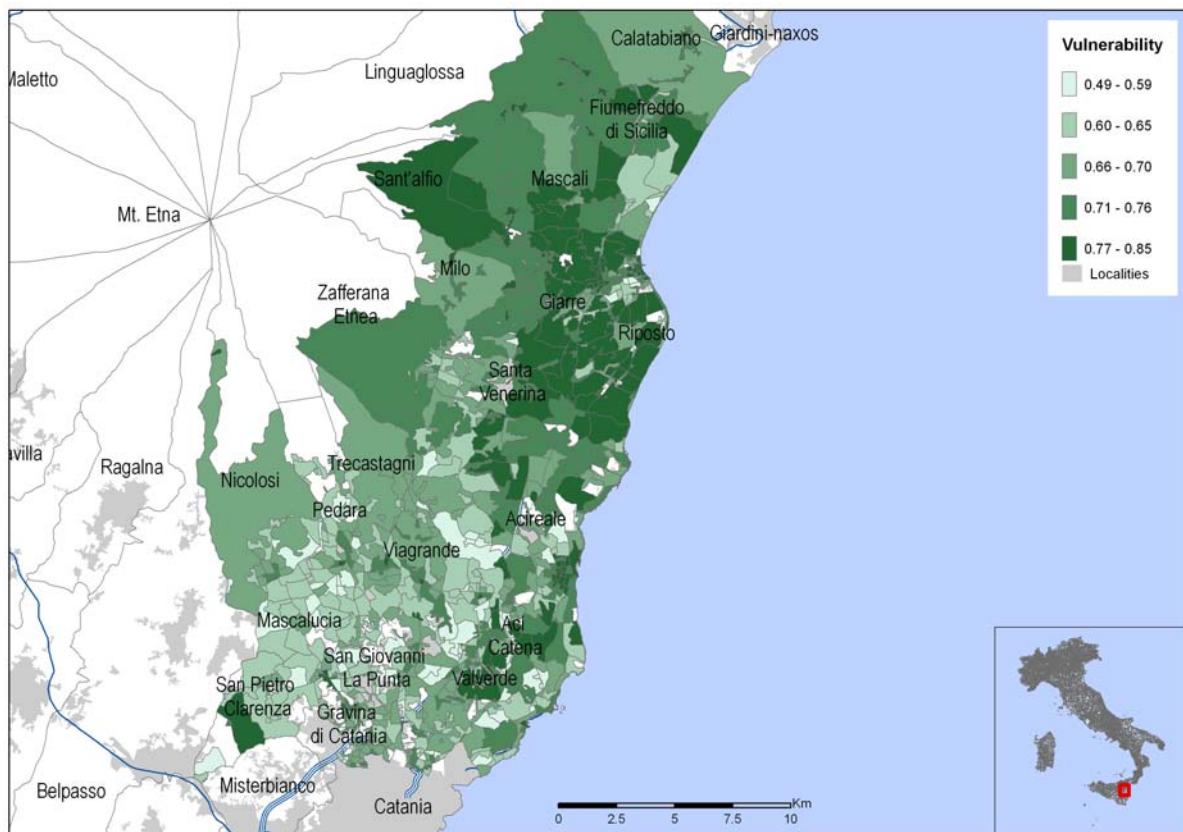 Calatabiano
Giardini-naxos
Linguaglossa
Maletto
Fiumefreddo
di Sicilia
Sant'alfio
Mascali
Mt. Etna
Milo
Zafferana
Etnea
Giarre
Riposto
Santa
Venerina
avilla
Ragalna
Nicolosi
Trecastagni
Pedara
Acireale
Viagrande
Mascalucia
Aci
Catena
San Giovanni
La Punta
Valverde
San Pietro
Clarenza
Gravina
di Catania
Belpasso
Misterbianco
Catania
Vulnerability
0.49 - 0.59
0.60 - 0.65
0.66 - 0.70
0.71 - 0.76
0.77 - 0.85
Localities
Km
0 2.5 5 7.5 10